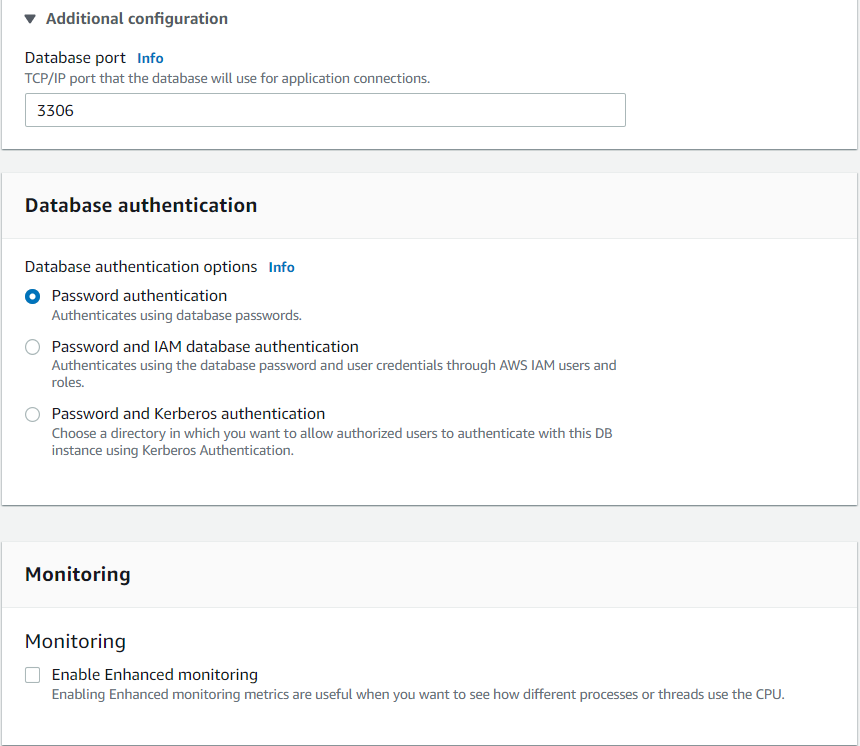 Additional configuration
Database port Info
TCP/IP port that the database will use for application connections.
3306
Database authentication
Database authentication options Info
Password authentication
Authenticates using database passwords.
Password and IAM database authentication
Authenticates using the database password and user credentials through AWS IAM users and
roles.
Password and Kerberos authentication
Choose a directory in which you want to allow authorized users to authenticate with this DB
instance using Kerberos Authentication.
Monitoring
Monitoring
Enable Enhanced monitoring
Enabling Enhanced monitoring metrics are useful when you want to see how different processes or threads use the CPU.